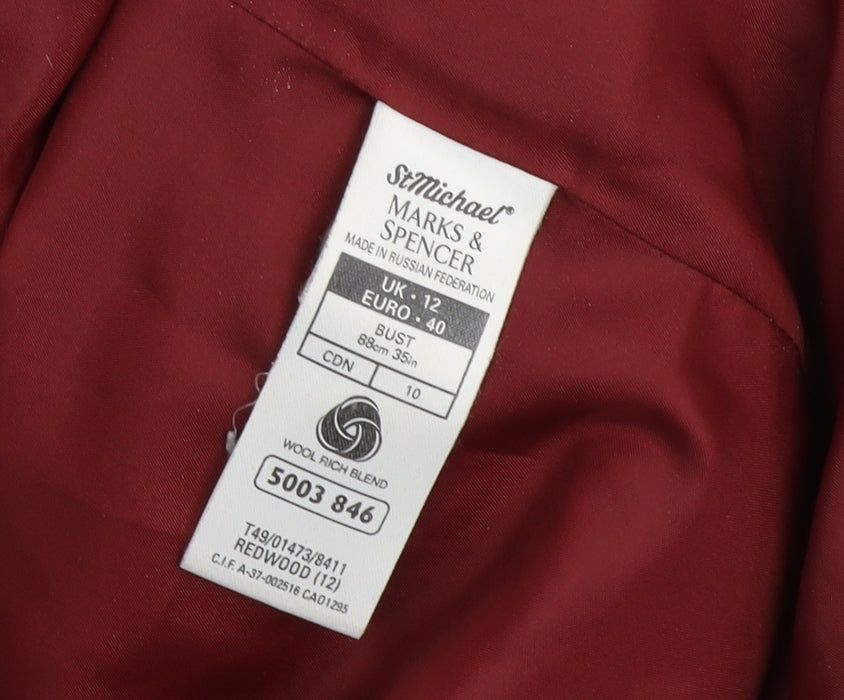 StMichael®
MARKS &
SPENCER
MADE IN RUSSIAN FEDERATION
UK · 12
EURO · 40
BUST
88cm 35in
CDN 10
WOOL RICH BLEND
5003 846
T49/01473/8411
REDWOOD (12)
C.I.F. A-37-002516 CA01295